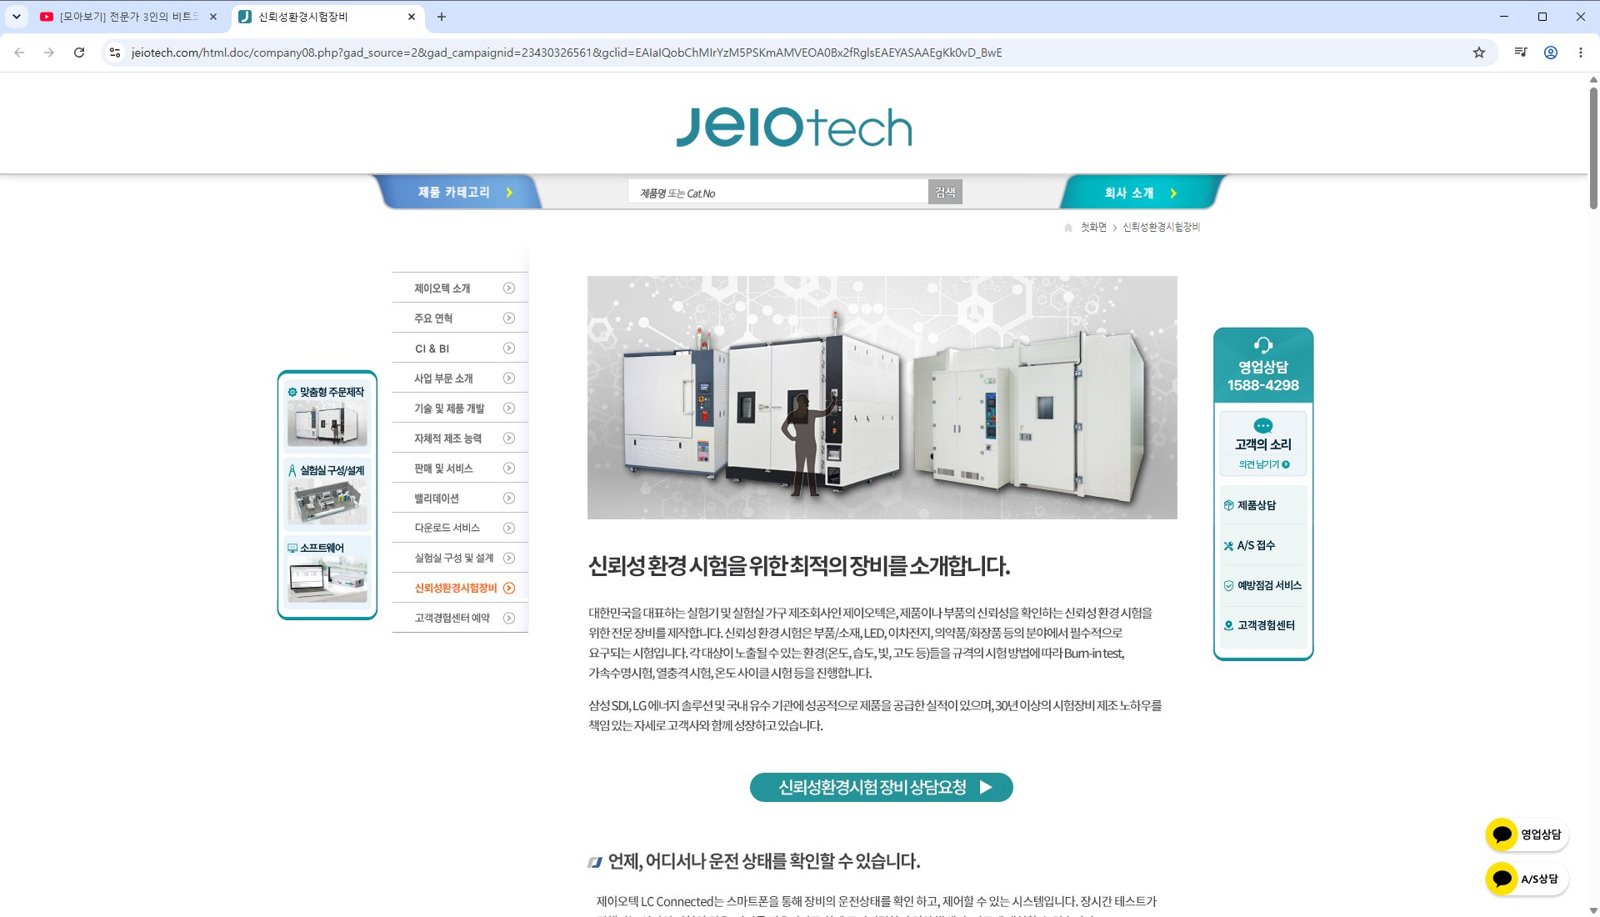 [모아보기] 전문가 3인의 비트코
신뢰성환경시험장비
jeiotech.com/html.doc/company08.php?gad_source=2&gad_campaignid=23430326561&gclid=EAIaIQobChMIrYzM5PSKmAMVEOA0Bx2fRglsEAEYASAAEgKk0vD_BwE
Jeio tech
제품 카테고리
제품명 또는 Cat.No
검색
회사 소개
첫화면 > 신뢰성환경시험장비
제이오텍 소개
주요 연혁
CI & BI
사업 부문 소개
기술 및 제품 개발
자체적 제조 능력
판매 및 서비스
밸리데이션
다운로드 서비스
실험실 구성 및 설계
신뢰성환경시험장비
고객경험센터 예약
맞춤형 주문제작
실험실 구성/설계
소프트웨어
신뢰성 환경 시험을 위한 최적의 장비를 소개합니다.
대한민국을 대표하는 실험기 및 실험실 가구 제조회사인 제이오텍은, 제품이나 부품의 신뢰성을 확인하는 신뢰성 환경 시험을
위한 전문 장비를 제작합니다. 신뢰성 환경 시험은 부품/소재, LED, 이차전지, 의약품/화장품 등의 분야에서 필수적으로
요구되는 시험입니다. 각 대상이 노출될 수 있는 환경(온도, 습도, 빛, 고도 등)들을 규격의 시험 방법에 따라 Burn-in test,
가속수명시험, 열충격 시험, 온도 사이클 시험 등을 진행합니다.
삼성 SDI, LG 에너지 솔루션 및 국내 유수 기관에 성공적으로 제품을 공급한 실적이 있으며, 30년 이상의 시험장비 제조 노하우를
책임 있는 자세로 고객사와 함께 성장하고 있습니다.
신뢰성환경시험 장비 상담요청
언제, 어디서나 운전 상태를 확인할 수 있습니다.
제이오텍 LC Connected는 스마트폰을 통해 장비의 운전상태를 확인 하고, 제어할 수 있는 시스템입니다. 장시간 테스트가
영업상담
1588-4298
고객의 소리
의견 남기기
제품상담
A/S 접수
예방점검 서비스
고객경험센터
영업상담
A/S상담